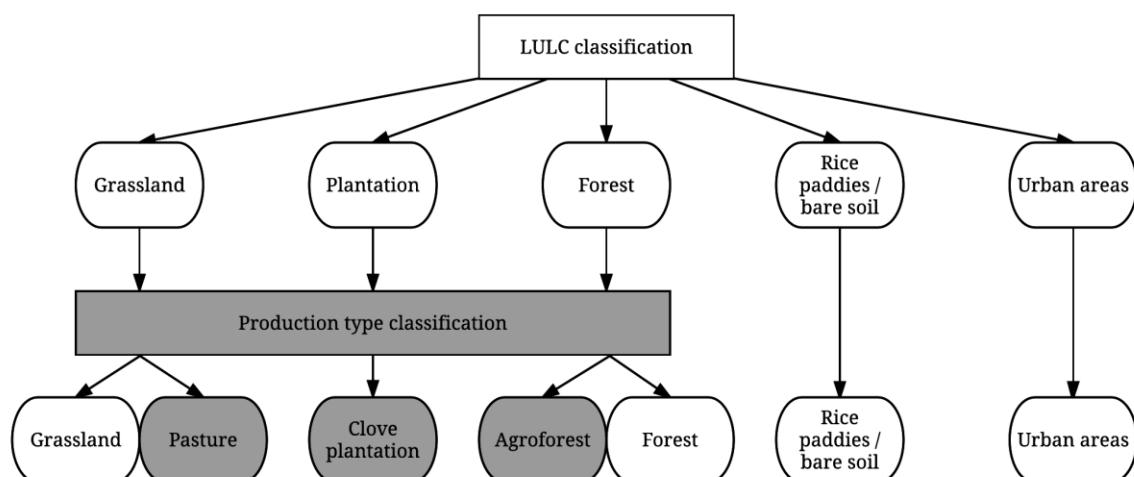 LULC classification
Grassland
Plantation
Forest
Rice
paddies /
bare soil
Urban areas
Production type classification
Grassland
Pasture
Clove
plantation
Agroforest
Forest
Rice
paddies /
bare soil
Urban areas